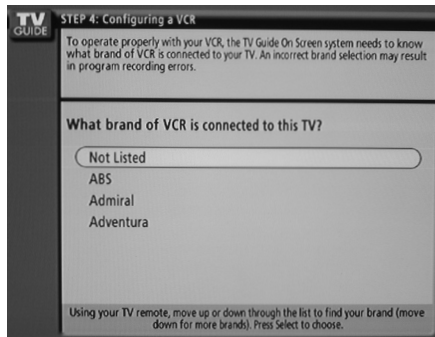 TV
GUIDE
STEP 4: Configuring a VCR
To operate properly with your VCR, the TV Guide On Screen system needs to know
what brand of VCR is connected to your TV. An incorrect brand selection may result
in program recording errors.
What brand of VCR is connected to this TV?
Not Listed
ABS
Admiral
Adventura
Using your TV remote, move up or down through the list to find your brand (move
down for more brands). Press Select to choose.